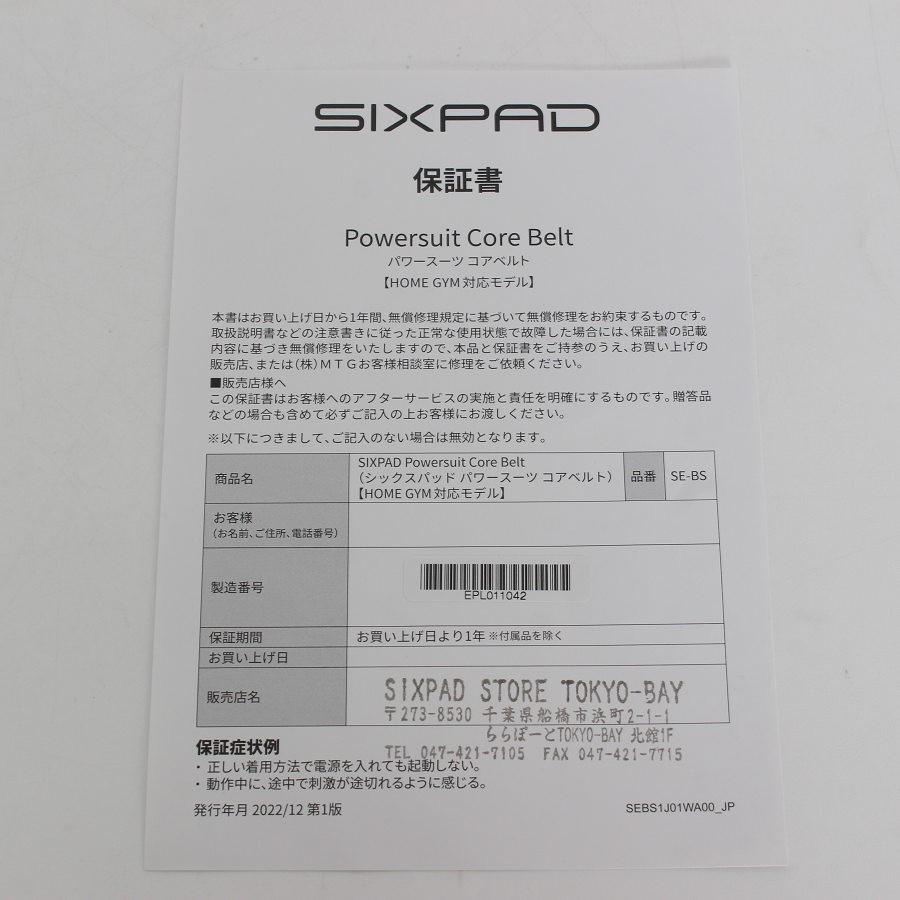 SIXPAD
保証書
Powersuit Core Belt
パワースーツ コアベルト
【HOME GYM対応モデル】
本書はお買い上げ日から1年間、無償修理規定に基づいて無償修理をお約束するものです。
取扱説明書などの注意書きに従った正常な使用状態で故障した場合には、保証書の記載
内容に基づき無償修理をいたしますので、本品と保証書をご持参のうえ、お買い上げの
販売店、または(株)MTGお客様相談室に修理をご依頼ください。
■販売店様へ
この保証書はお客様へのアフターサービスの実施と責任を明確にするものです。贈答品
などの場合も含めて必ずご記入の上お客様にお渡しください。
※以下につきまして、ご記入のない場合は無効となります。
商品名
SIXPAD Powersuit Core Belt
（シックスパッド パワースーツ コアベルト）
【HOME GYM対応モデル】
品番
SE-BS
お客様
（お名前、ご住所、電話番号）
製造番号
EPL011042
保証期間
お買い上げ日より1年 ※付属品を除く
お買い上げ日
販売店名
SIXPAD STORE TOKYO-BAY
〒273-8530 千葉県船橋市浜町2-1-1
ららぽーとTOKYO-BAY 北館1F
TEL 047-421-7105 FAX 047-421-7715
保証症状例
・正しい着用方法で電源を入れても起動しない。
・動作中に、途中で刺激が途切れるように感じる。
発行年月 2022/12 第1版
SEBS1J01WA00_JP